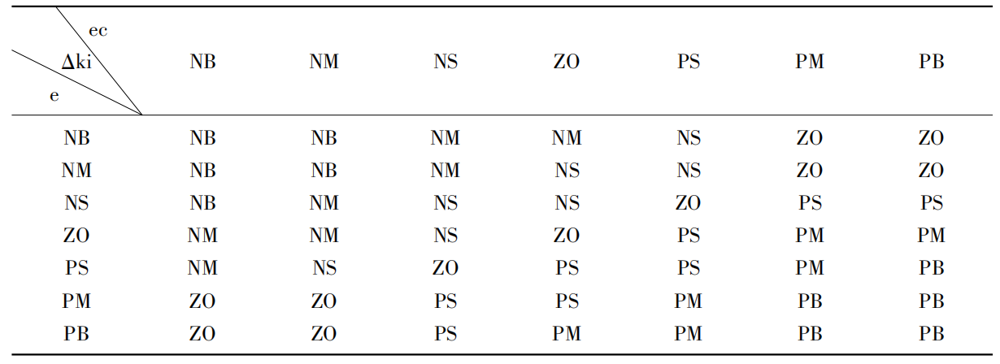 ec
Δki NB NM NS ZO PS PM PB
e
NB NB NB NM NM NS ZO ZO
NM NB NB NM NS NS ZO ZO
NS NB NM NS NS ZO PS PS
ZO NM NM NS ZO PS PM PM
PS NM NS ZO PS PS PM PB
PM ZO ZO PS PS PM PB PB
PB ZO ZO PS PM PM PB PB